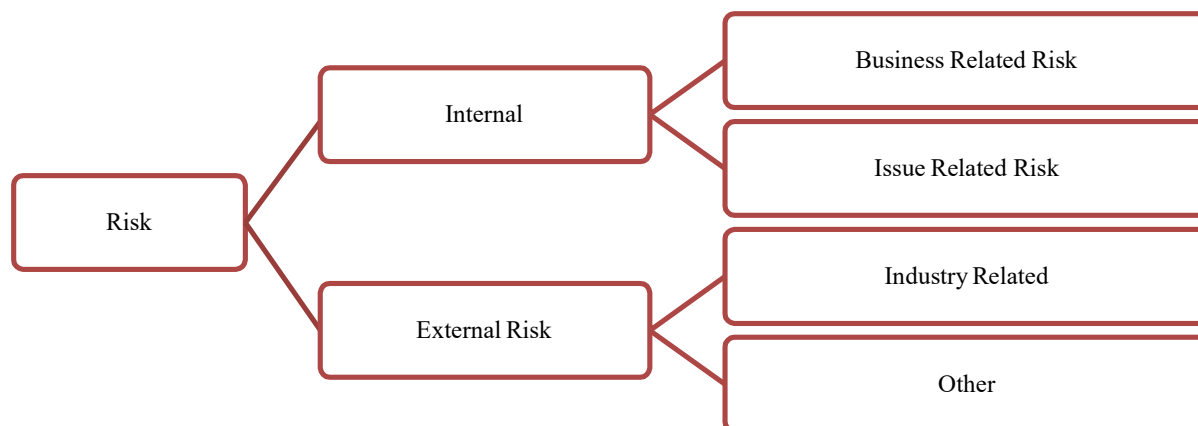 Business Related Risk
Internal
Issue Related Risk
Risk
Industry Related
External Risk
Other